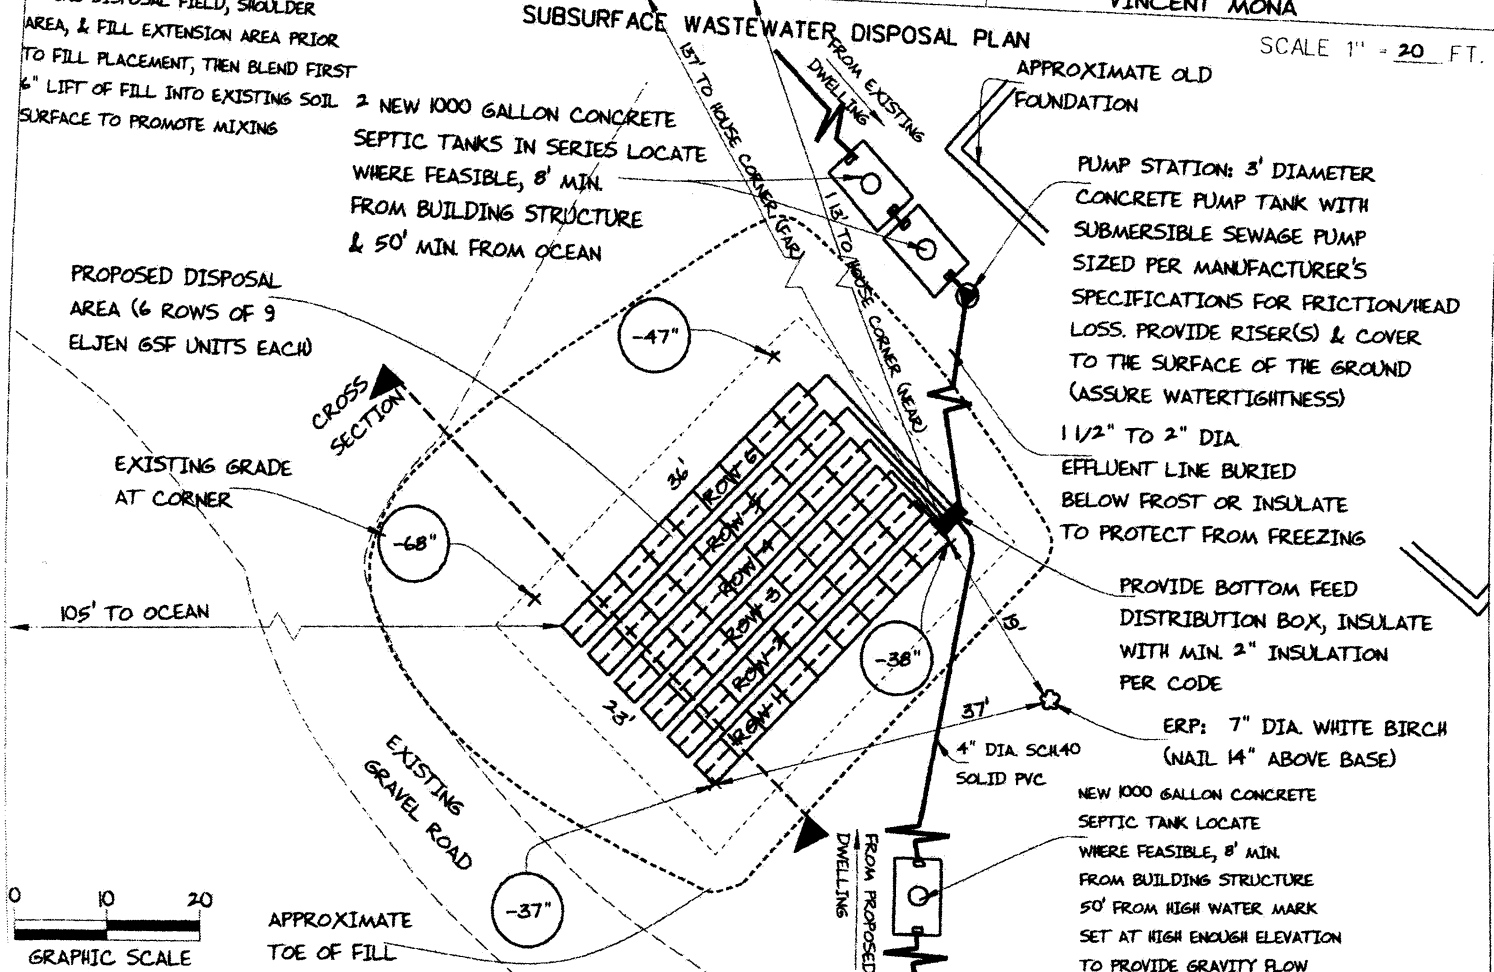 DISPOSAL FIELD, SHOULDER
AREA, & FILL EXTENSION AREA PRIOR
TO FILL PLACEMENT, THEN BLEND FIRST
6" LIFT OF FILL INTO EXISTING SOIL
SURFACE TO PROMOTE MIXING
SUBSURFACE WASTEWATER DISPOSAL PLAN
VINCENT MONA
SCALE 1" = 20 FT.
2 NEW 1000 GALLON CONCRETE
SEPTIC TANKS IN SERIES LOCATE
WHERE FEASIBLE, 8' MIN.
FROM BUILDING STRUCTURE
& 50' MIN. FROM OCEAN
137' TO HOUSE CORNER (FAR)
113' TO HOUSE CORNER (NEAR)
FROM EXISTING
DWELLING
APPROXIMATE OLD
FOUNDATION
PUMP STATION: 3' DIAMETER
CONCRETE PUMP TANK WITH
SUBMERSIBLE SEWAGE PUMP
SIZED PER MANUFACTURER'S
SPECIFICATIONS FOR FRICTION/HEAD
LOSS. PROVIDE RISER(S) & COVER
TO THE SURFACE OF THE GROUND
(ASSURE WATERTIGHTNESS)
PROPOSED DISPOSAL
AREA (6 ROWS OF 9
ELJEN GSF UNITS EACH)
-47"
CROSS
SECTION
EXISTING GRADE
AT CORNER
-68"
36'
ROW 6
ROW 5
ROW 4
ROW 3
ROW 2
ROW 1
23'
1 1/2" TO 2" DIA.
EFFLUENT LINE BURIED
BELOW FROST OR INSULATE
TO PROTECT FROM FREEZING
105' TO OCEAN
-38"
19'
PROVIDE BOTTOM FEED
DISTRIBUTION BOX, INSULATE
WITH MIN. 2" INSULATION
PER CODE
37'
ERP: 7" DIA. WHITE BIRCH
(NAIL 14" ABOVE BASE)
4" DIA. SCH.40
SOLID PVC
EXISTING
GRAVEL ROAD
NEW 1000 GALLON CONCRETE
SEPTIC TANK LOCATE
WHERE FEASIBLE, 8' MIN.
FROM BUILDING STRUCTURE
50' FROM HIGH WATER MARK
SET AT HIGH ENOUGH ELEVATION
TO PROVIDE GRAVITY FLOW
FROM PROPOSED
DWELLING
-37"
0 10 20
GRAPHIC SCALE
APPROXIMATE
TOE OF FILL